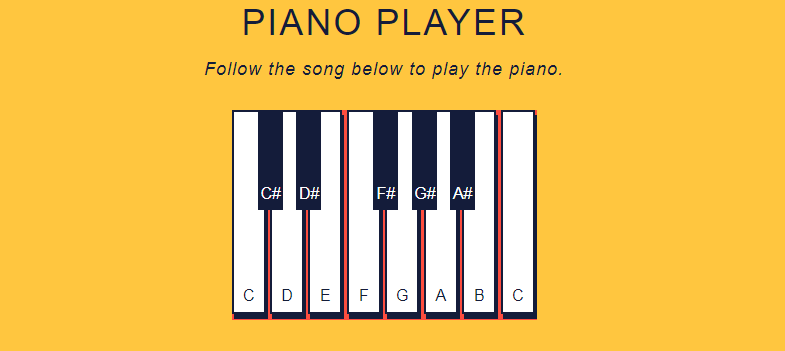 PIANO PLAYER
Follow the song below to play the piano.
C# D# F# G# A#
C D E F G A B C